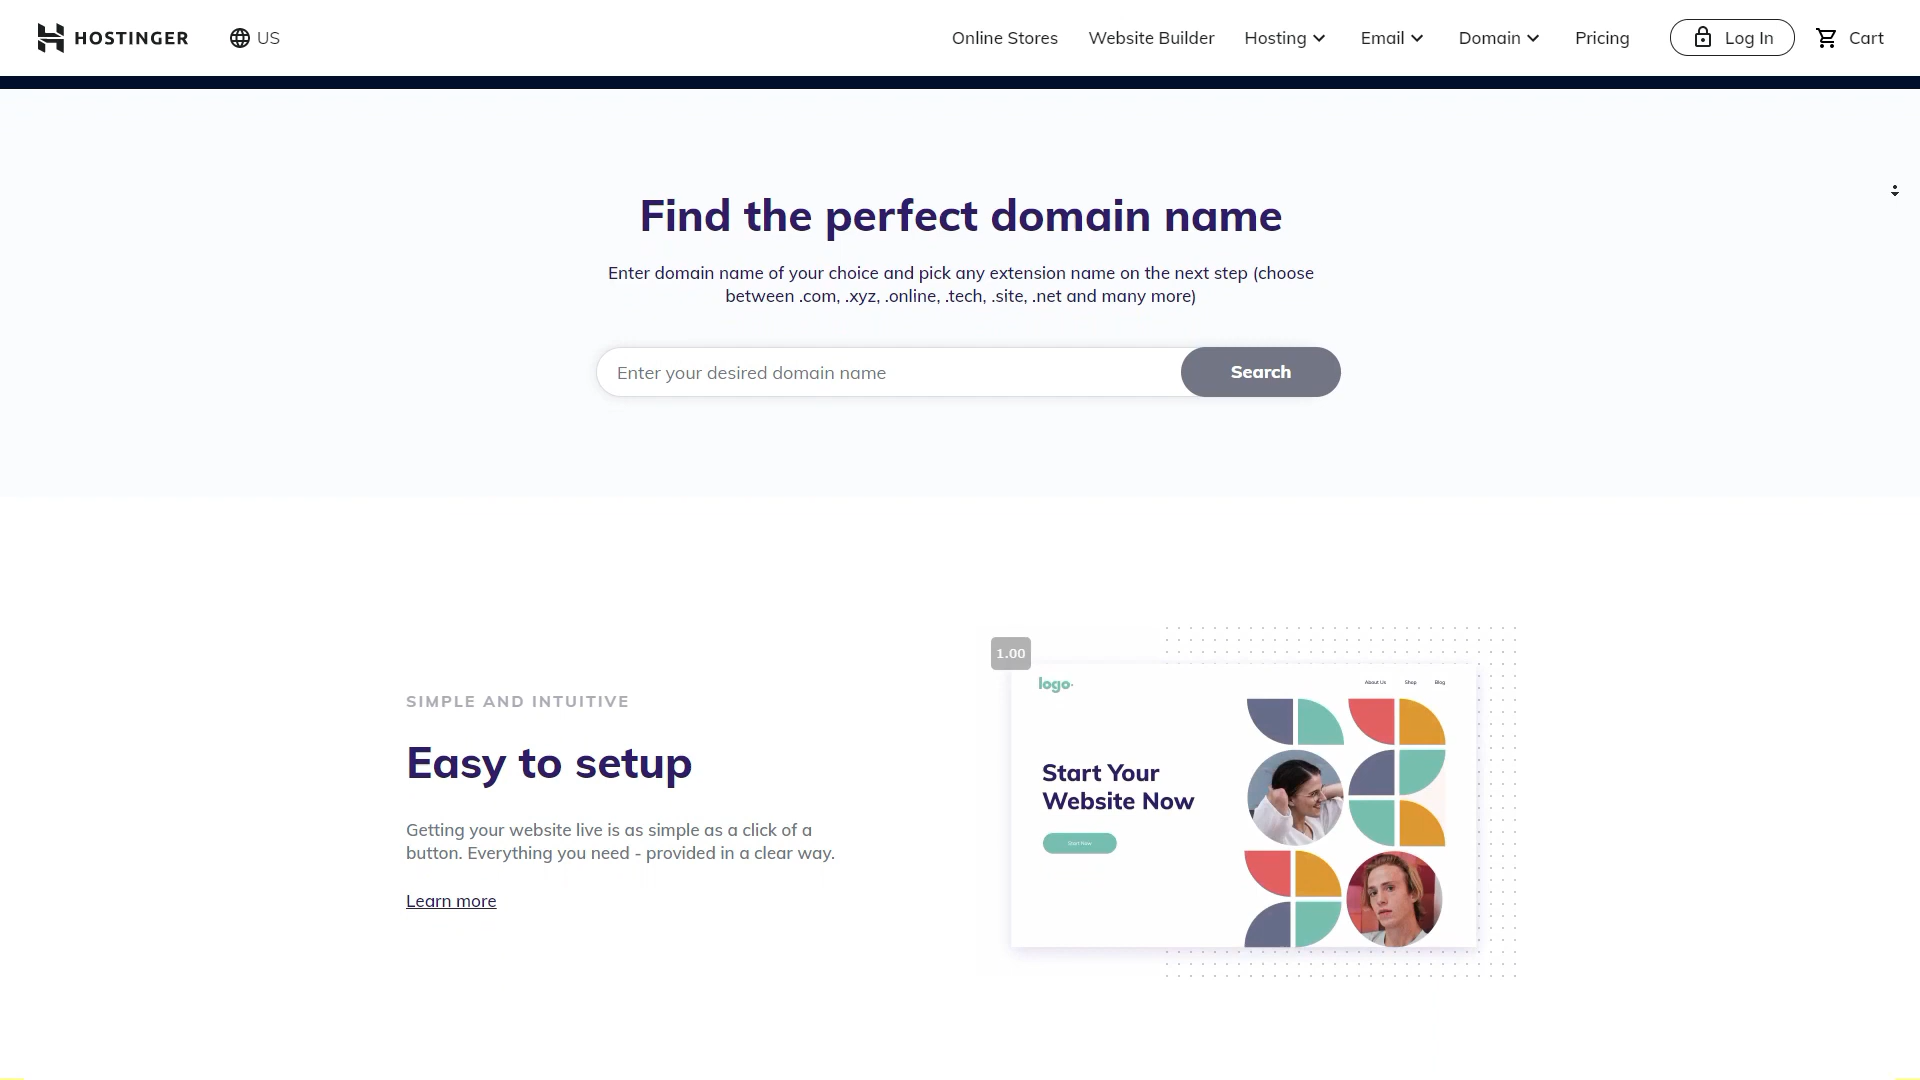 HOSTINGER
US
Online Stores
Website Builder
Hosting
Email
Domain
Pricing
Log In
Cart
Find the perfect domain name
Enter domain name of your choice and pick any extension name on the next step (choose
between .com, .xyz, .online, .tech, .site, .net and many more)
Enter your desired domain name
Search
SIMPLE AND INTUITIVE
Easy to setup
Getting your website live is as simple as a click of a
button. Everything you need - provided in a clear way.
Learn more
1.00
logo
About Us
Shop
Blog
Start Your
Website Now
Start Now